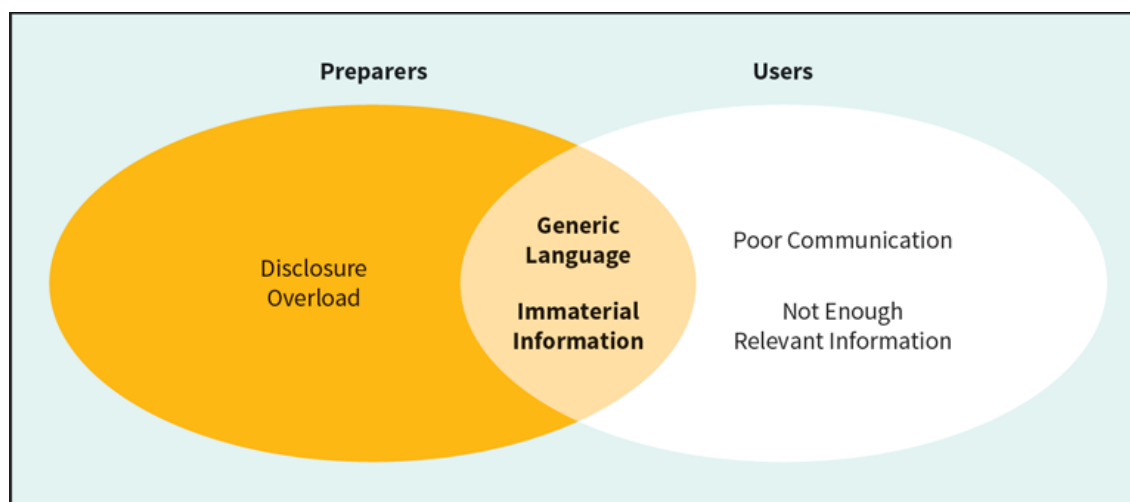 Preparers
Users
Disclosure
Overload
Generic
Language
Immaterial
Information
Poor Communication
Not Enough
Relevant Information